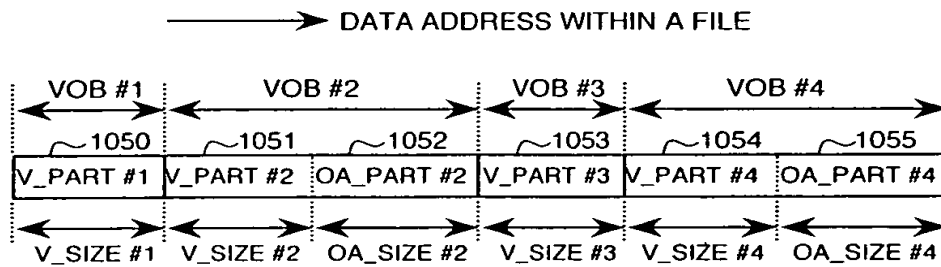 DATA ADDRESS WITHIN A FILE
VOB #1 VOB #2 VOB #3 VOB #4
1050 1051 1052 1053 1054 1055
V_PART #1 V_PART #2 OA_PART #2 V_PART #3 V_PART #4 OA_PART #4
V_SIZE #1 V_SIZE #2 OA_SIZE #2 V_SIZE #3 V_SIZE #4 OA_SIZE #4